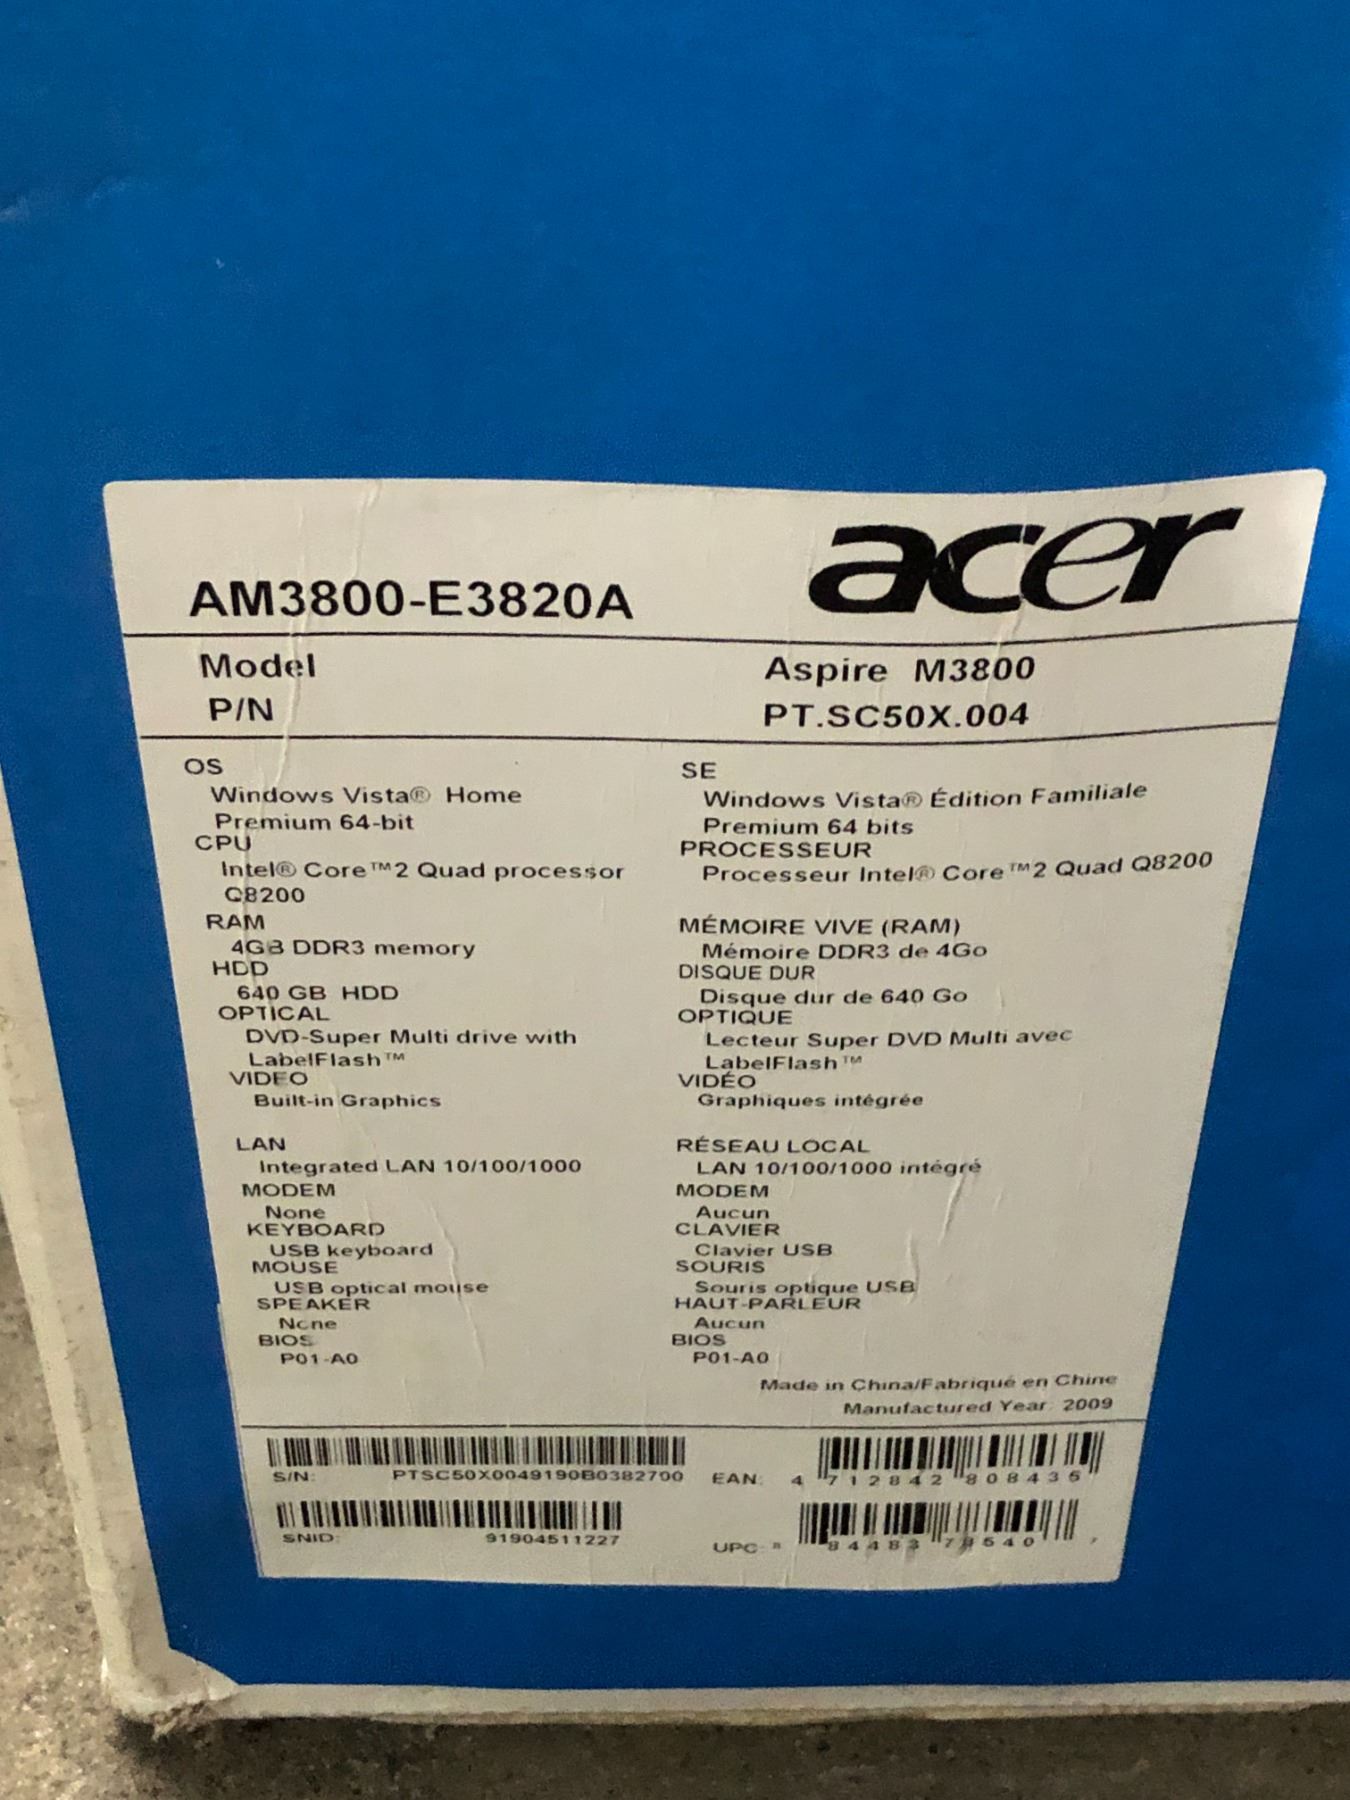 acer
AM3800-E3820A
Model Aspire M3800
P/N PT.SC50X.004
OS
Windows Vista® Home
Premium 64-bit
CPU
Intel® Core™2 Quad processor
Q8200
RAM
4GB DDR3 memory
HDD
640 GB HDD
OPTICAL
DVD-Super Multi drive with
LabelFlash™
VIDEO
Built-in Graphics
LAN
Integrated LAN 10/100/1000
MODEM
None
KEYBOARD
USB keyboard
MOUSE
USB optical mouse
SPEAKER
None
BIOS
P01-A0
SE
Windows Vista® Édition Familiale
Premium 64 bits
PROCESSEUR
Processeur Intel® Core™2 Quad Q8200
MÉMOIRE VIVE (RAM)
Mémoire DDR3 de 4Go
DISQUE DUR
Disque dur de 640 Go
OPTIQUE
Lecteur Super DVD Multi avec
LabelFlash™
VIDÉO
Graphiques intégrée
RÉSEAU LOCAL
LAN 10/100/1000 intégré
MODEM
Aucun
CLAVIER
Clavier USB
SOURIS
Souris optique USB
HAUT-PARLEUR
Aucun
BIOS
P01-A0
Made in China/Fabriqué en Chine
Manufactured Year: 2009
S/N: PTSC50X0049190B0382700
EAN: 4 712842 808435
SNID: 91904511227
UPC: